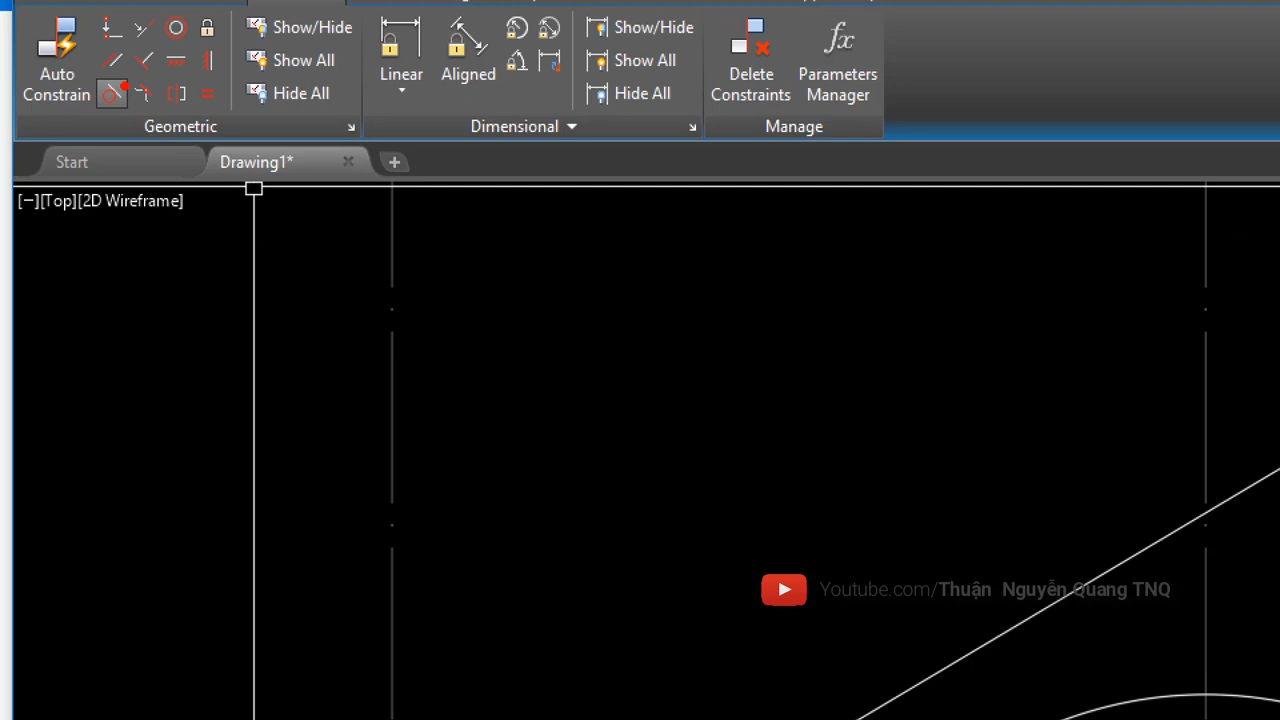 Auto
Constrain
Show/Hide
Show All
Hide All
Geometric
Linear
Aligned
Show/Hide
Show All
Hide All
Dimensional
Delete
Constraints
fx
Parameters
Manager
Manage
Start
Drawing1*
[−][Top][2D Wireframe]
Youtube.com/Thuận Nguyễn Quang TNQ